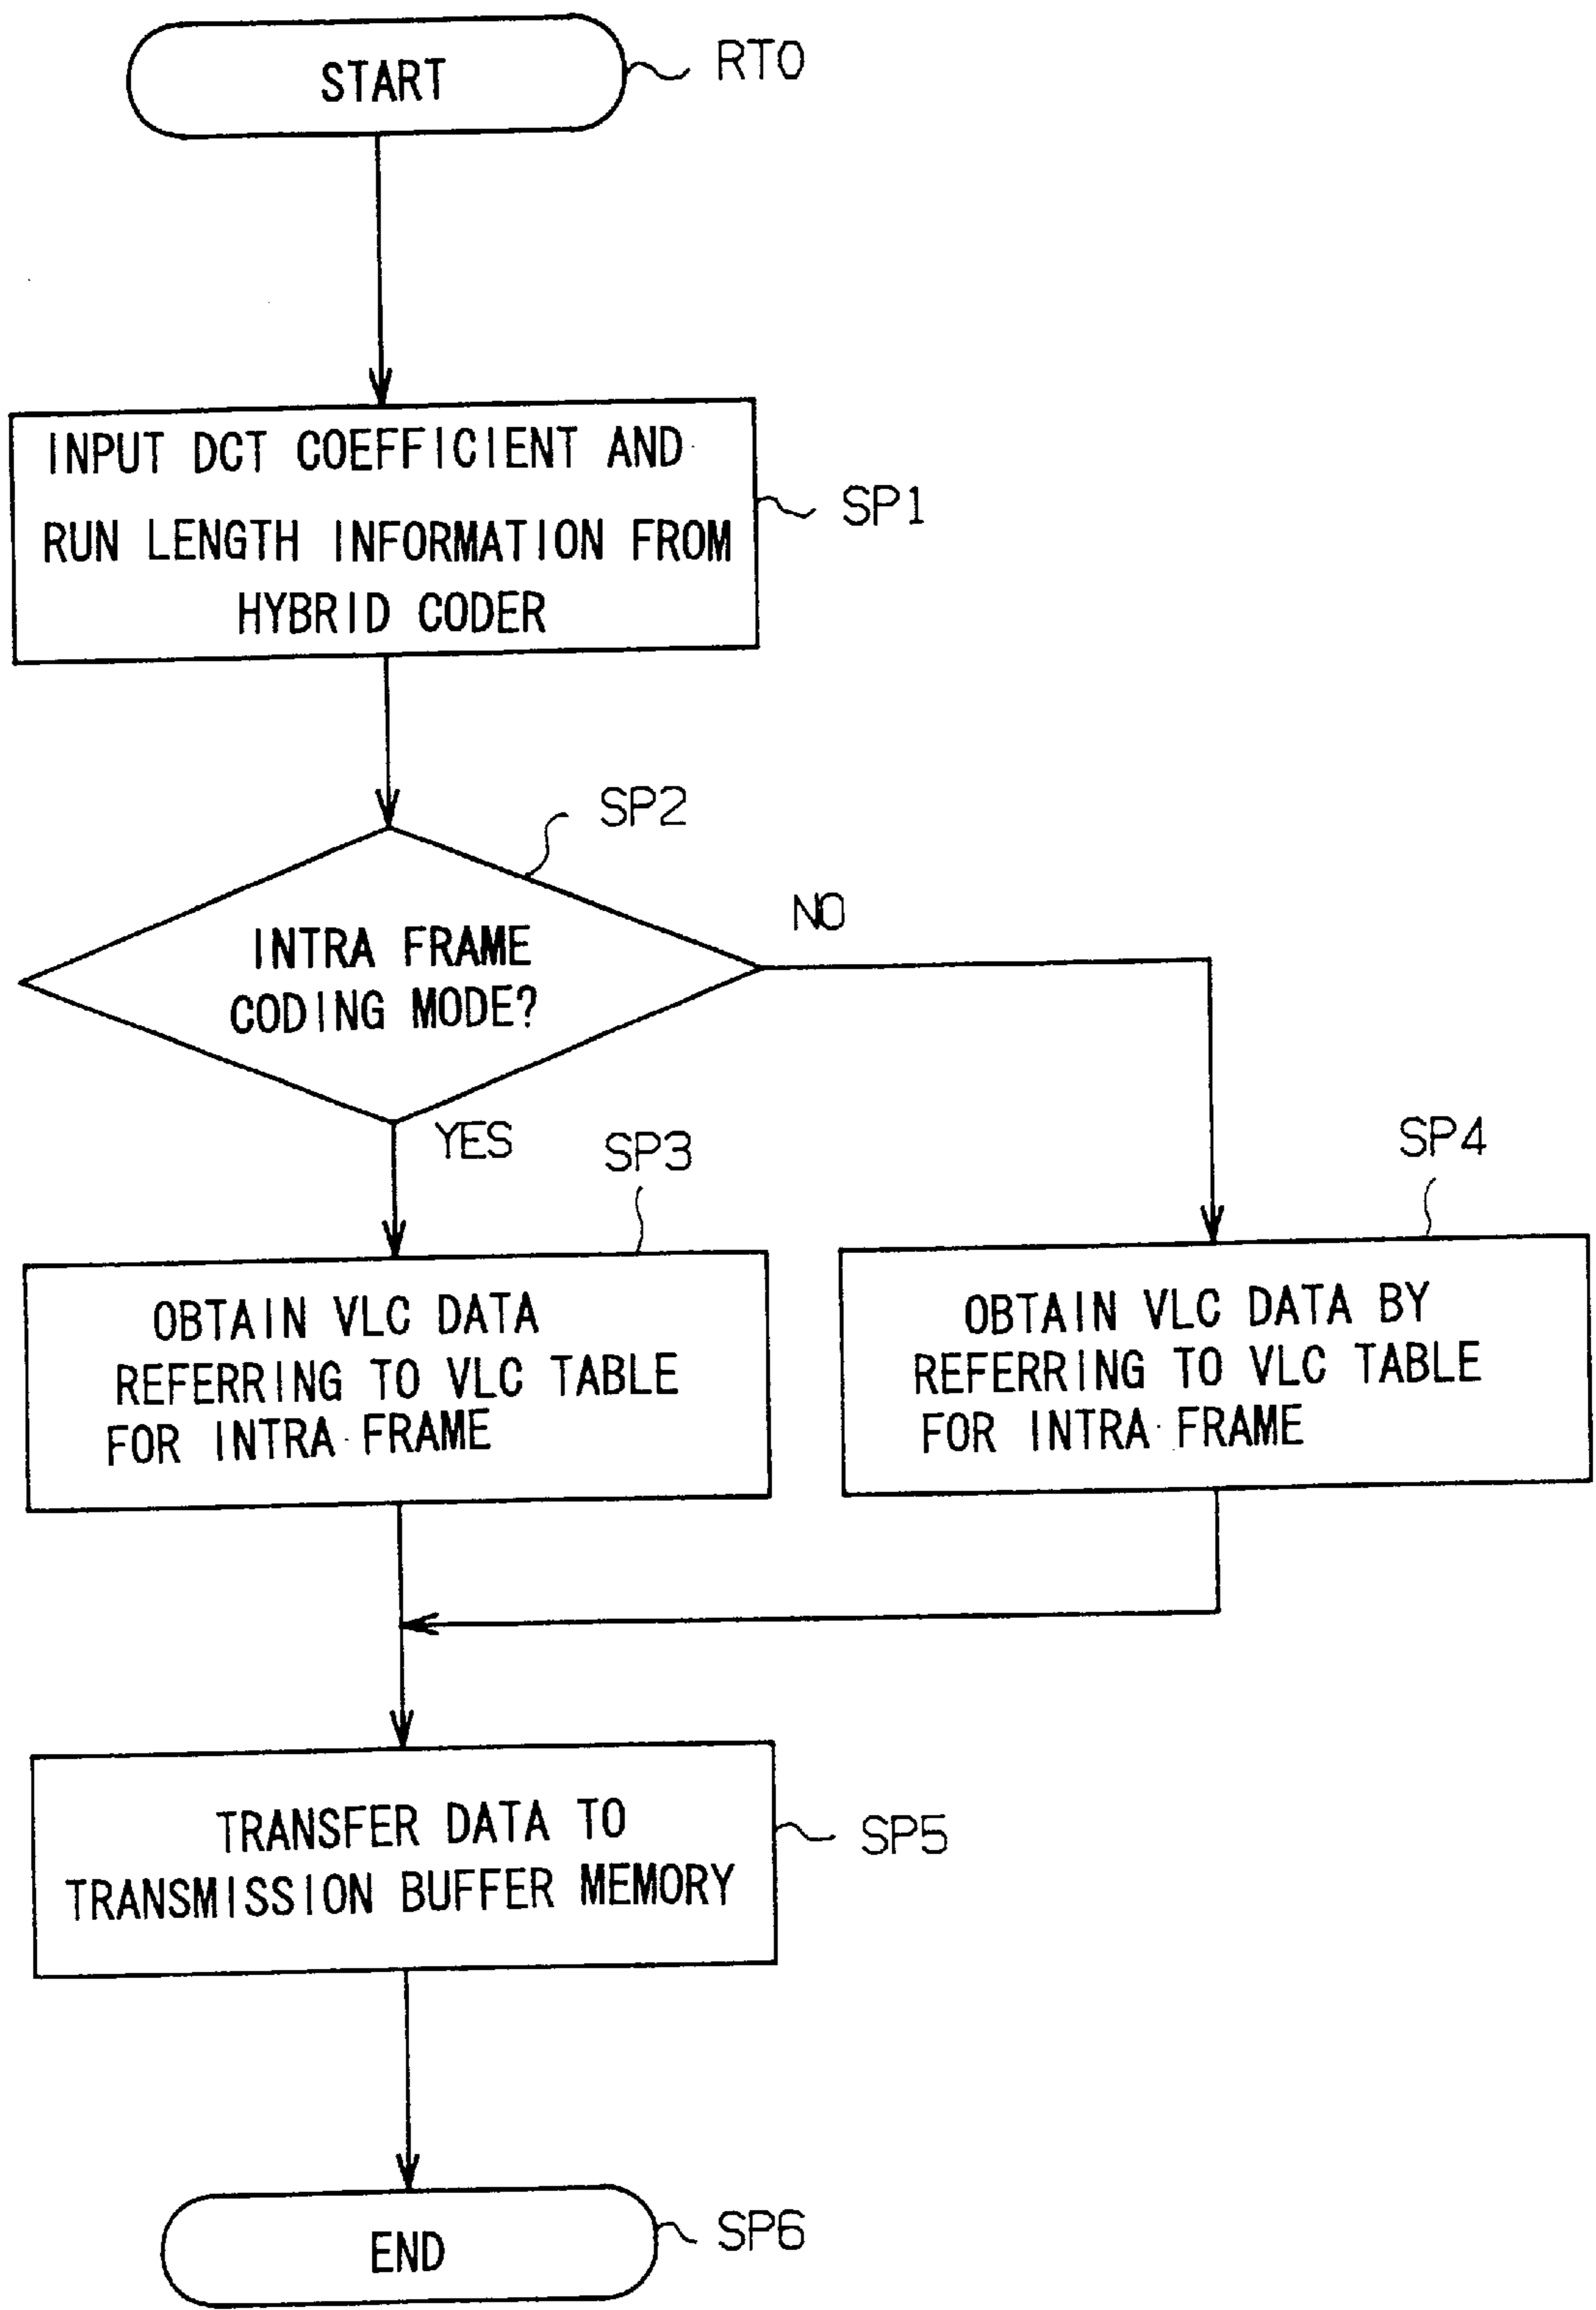 START
RT0
INPUT DCT COEFFICIENT AND
RUN LENGTH INFORMATION FROM
HYBRID CODER
SP1
SP2
INTRA FRAME
CODING MODE?
NO
YES
SP3
OBTAIN VLC DATA
REFERRING TO VLC TABLE
FOR INTRA FRAME
SP4
OBTAIN VLC DATA BY
REFERRING TO VLC TABLE
FOR INTRA FRAME
TRANSFER DATA TO
TRANSMISSION BUFFER MEMORY
SP5
END
SP6